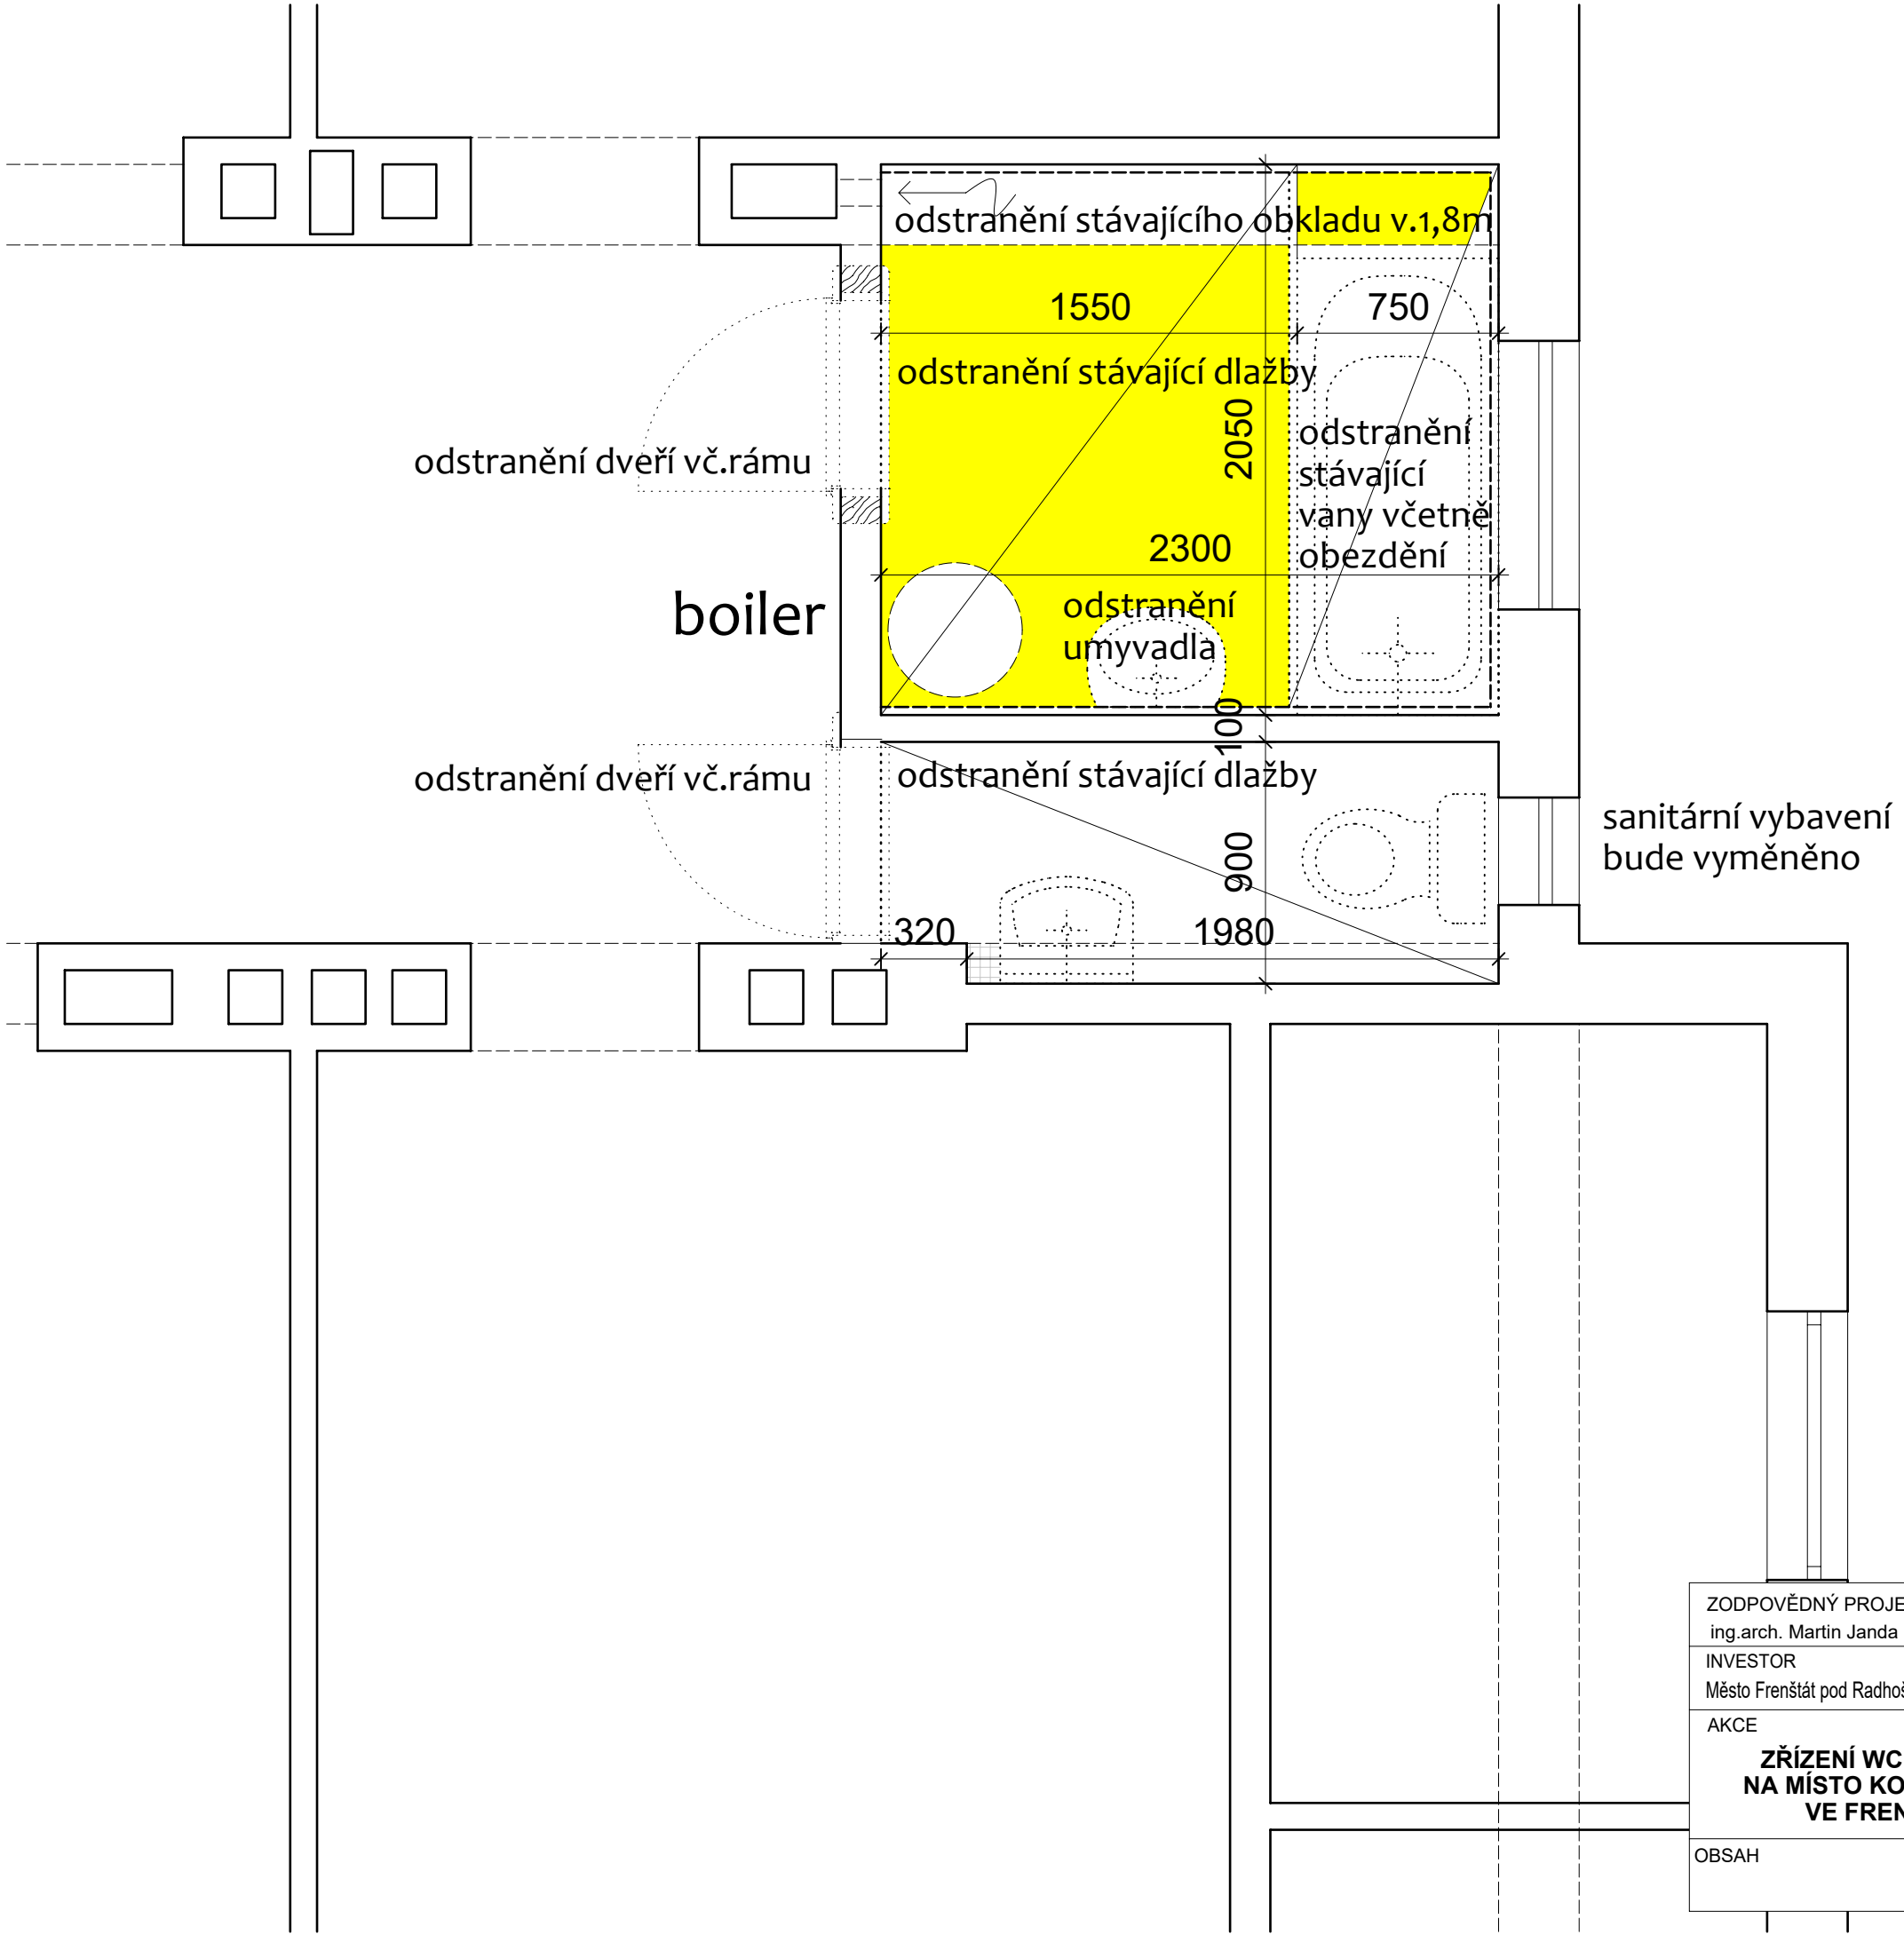 odstranění stávajícího obkladu v.1,8m
1550
750
odstranění stávající dlažby
2050
odstranění dveří vč.rámu
odstranění
stávající
vany včetně
obezdění
2300
boiler
odstranění
umyvadla
100
odstranění dveří vč.rámu
odstranění stávající dlažby
sanitární vybavení
bude vyměněno
900
320
1980
ZODPOVĚDNÝ PROJE
ing.arch. Martin Janda
INVESTOR
Město Frenštát pod Radhoš
AKCE
ZŘÍZENÍ WC
NA MÍSTO KO
VE FREN
OBSAH